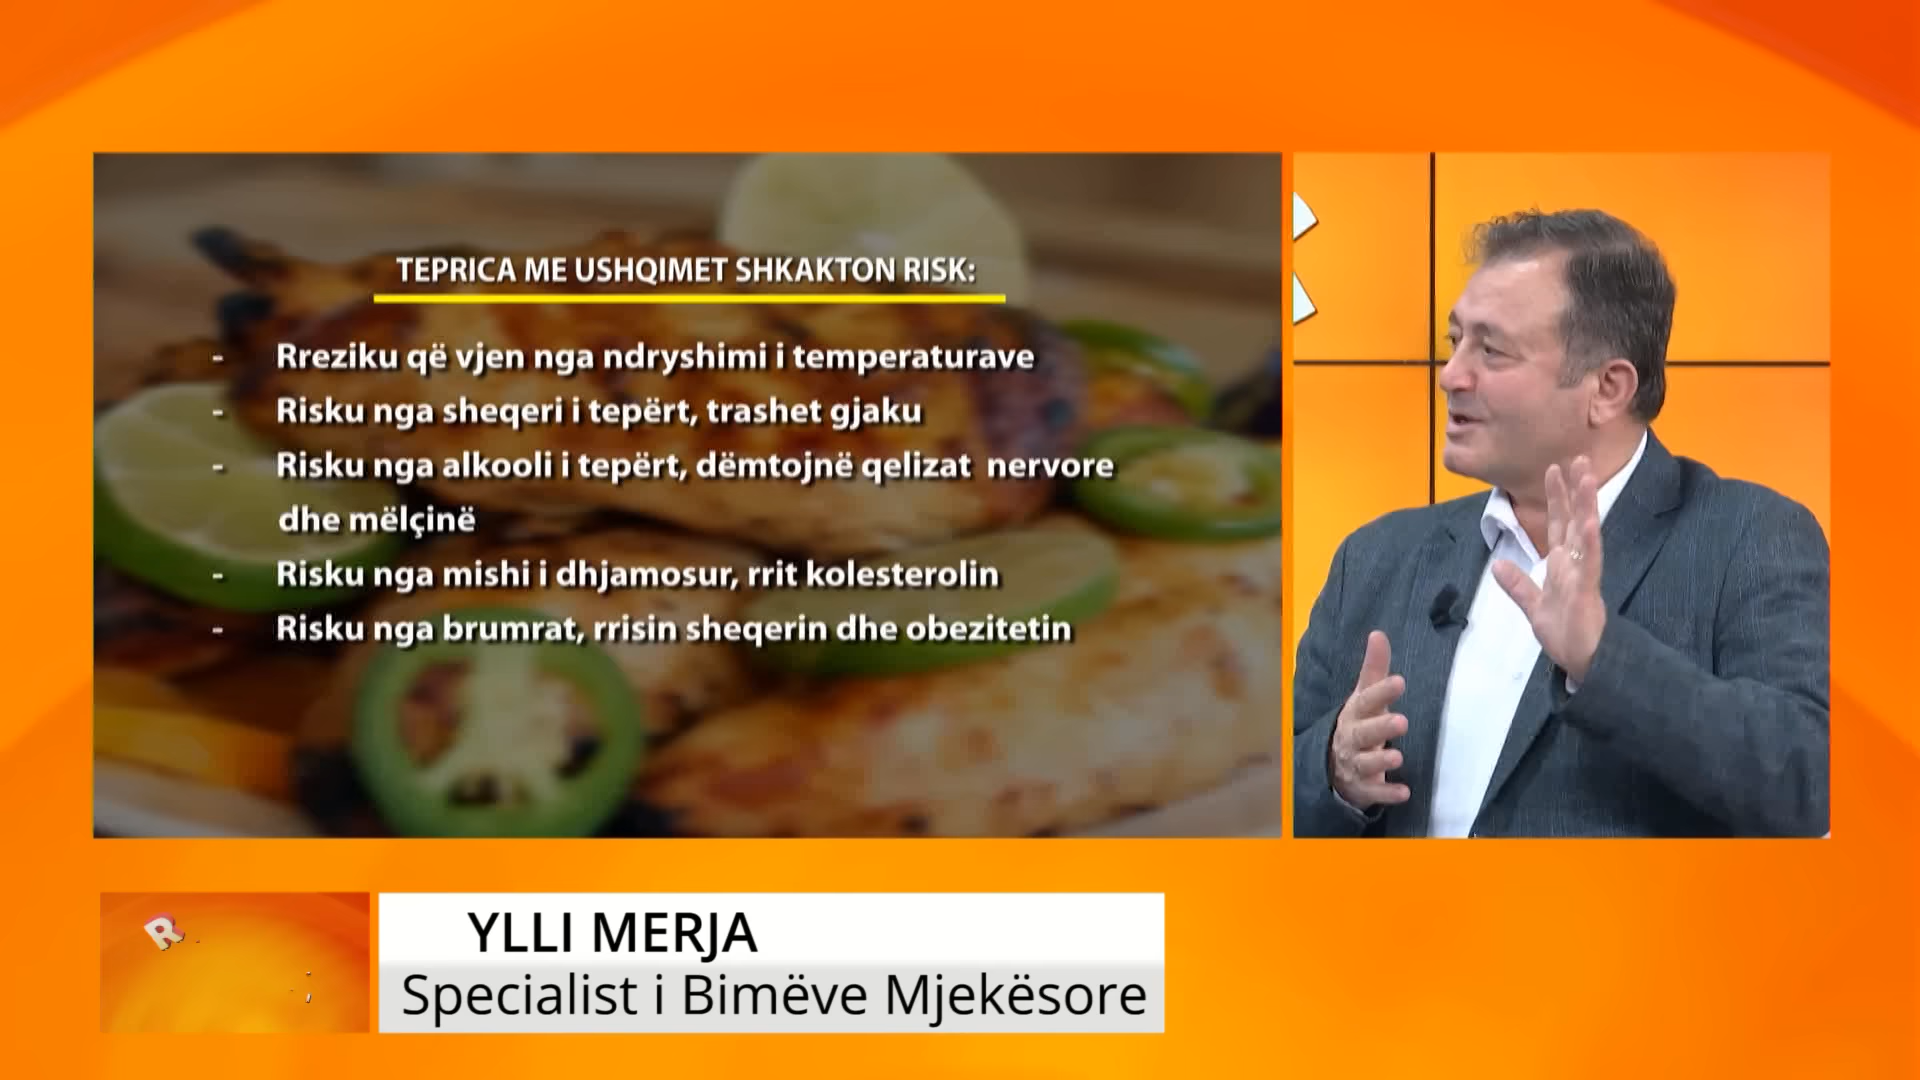 TEPRICA ME USHQIMET SHKAKTON RISK:
- Rreziku që vjen nga ndryshimi i temperaturave
- Risku nga sheqeri i tepërt, trashet gjaku
- Risku nga alkooli i tepërt, dëmtojnë qelizat nervore
dhe mëlçinë
- Risku nga mishi i dhjamosur, rrit kolesterolin
- Risku nga brumrat, rrisin sheqerin dhe obezitetin
R
YLLI MERJA
Specialist i Bimëve Mjekësore